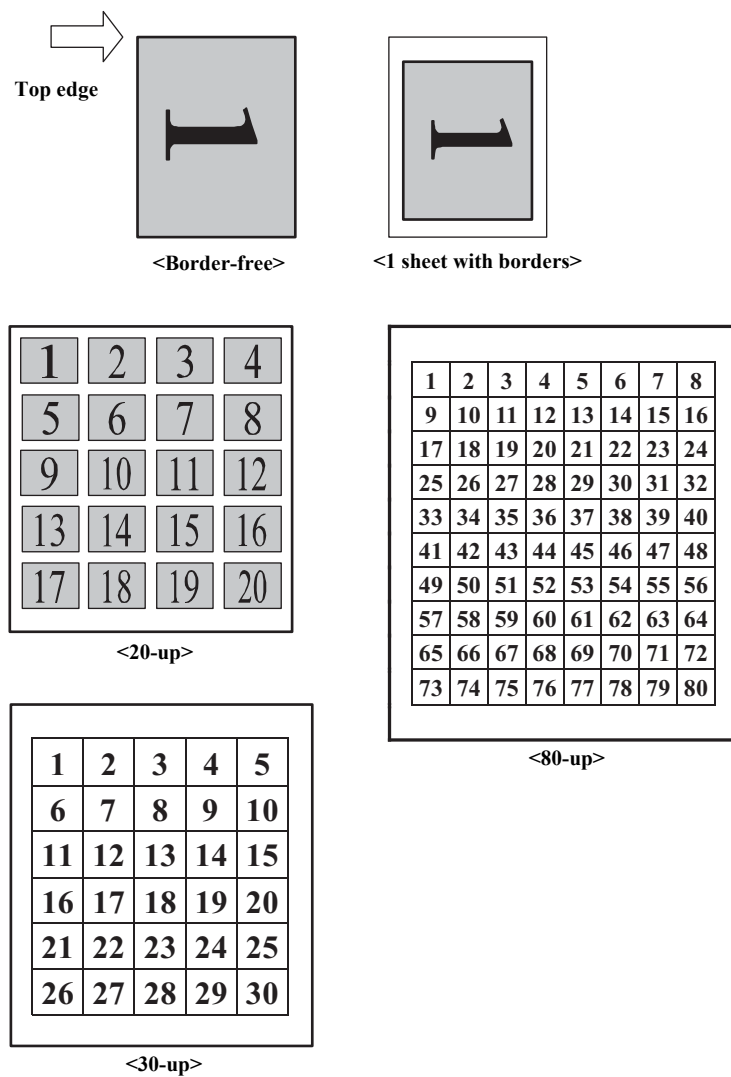 Top edge
1
1
<Border-free>
<1 sheet with borders>
1 2 3 4
5 6 7 8
9 10 11 12
13 14 15 16
17 18 19 20
<20-up>
1 2 3 4 5 6 7 8
9 10 11 12 13 14 15 16
17 18 19 20 21 22 23 24
25 26 27 28 29 30 31 32
33 34 35 36 37 38 39 40
41 42 43 44 45 46 47 48
49 50 51 52 53 54 55 56
57 58 59 60 61 62 63 64
65 66 67 68 69 70 71 72
73 74 75 76 77 78 79 80
<80-up>
1 2 3 4 5
6 7 8 9 10
11 12 13 14 15
16 17 18 19 20
21 22 23 24 25
26 27 28 29 30
<30-up>